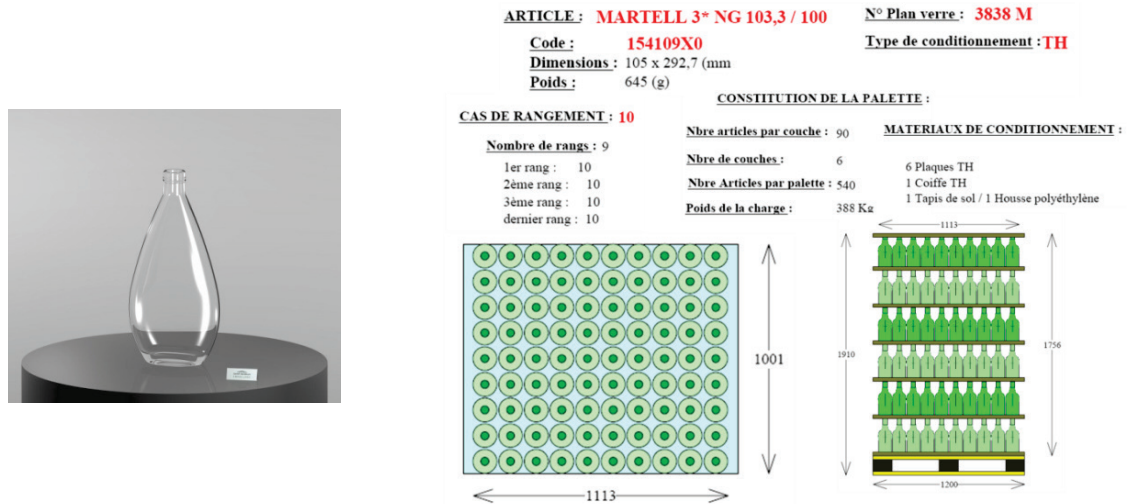 ARTICLE : MARTELL 3* NG 103,3 / 100
N° Plan verre : 3838 M
Code : 154109X0
Type de conditionnement : TH
Dimensions : 105 x 292,7 (mm
Poids : 645 (g)
CONSTITUTION DE LA PALETTE :
CAS DE RANGEMENT : 10
Nbre articles par couche : 90
MATERIAUX DE CONDITIONNEMENT :
Nombre de rangs : 9
1er rang : 10
Nbre de couches : 6
6 Plaques TH
2ème rang : 10
Nbre Articles par palette : 540
1 Coiffe TH
3ème rang : 10
1 Tapis de sol / 1 Housse polyéthylène
dernier rang : 10
Poids de la charge : 388 Kg
1113
1001
1910
1756
1113
1200